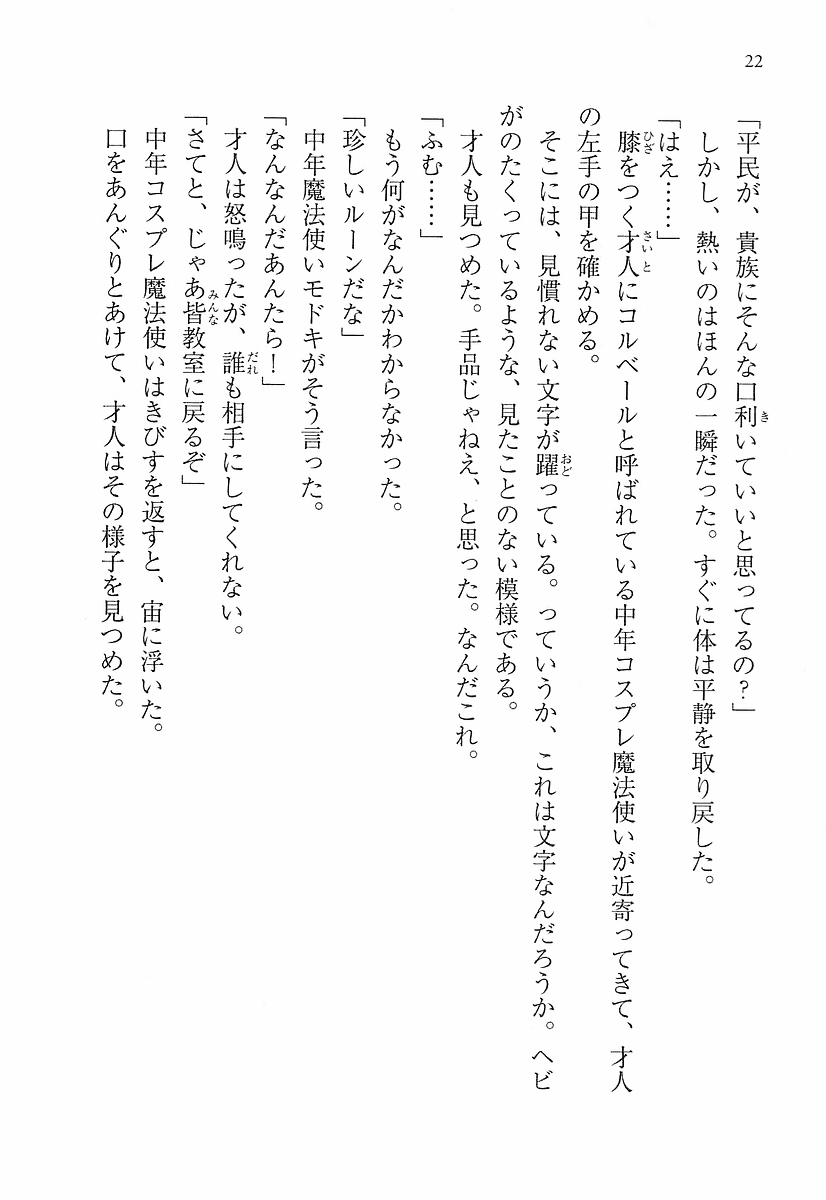 22
「平民が、貴族にそんな口利いていいと思ってるの?」
しかし、熱いのはほんの一瞬だった。すぐに体は平静を取り戻した。
「はえ……」
膝をつく才人にコルベールと呼ばれている中年コスプレ魔法使いが近寄ってきて、才人
の左手の甲を確かめる。
そこには、見慣れない文字が躍っている。っていうか、これは文字なんだろうか。ヘビ
がのたくっているような、見たことのない模様である。
才人も見つめた。手品じゃねえ、と思った。なんだこれ。
「ふむ……」
もう何がなんだかわからなかった。
「珍しいルーンだな」
中年魔法使いモドキがそう言った。
「なんなんだあんたら!」
才人は怒鳴ったが、誰も相手にしてくれない。
「さてと、じゃあ皆教室に戻るぞ」
中年コスプレ魔法使いはきびすを返すと、宙に浮いた。
口をあんぐりとあけて、才人はその様子を見つめた。